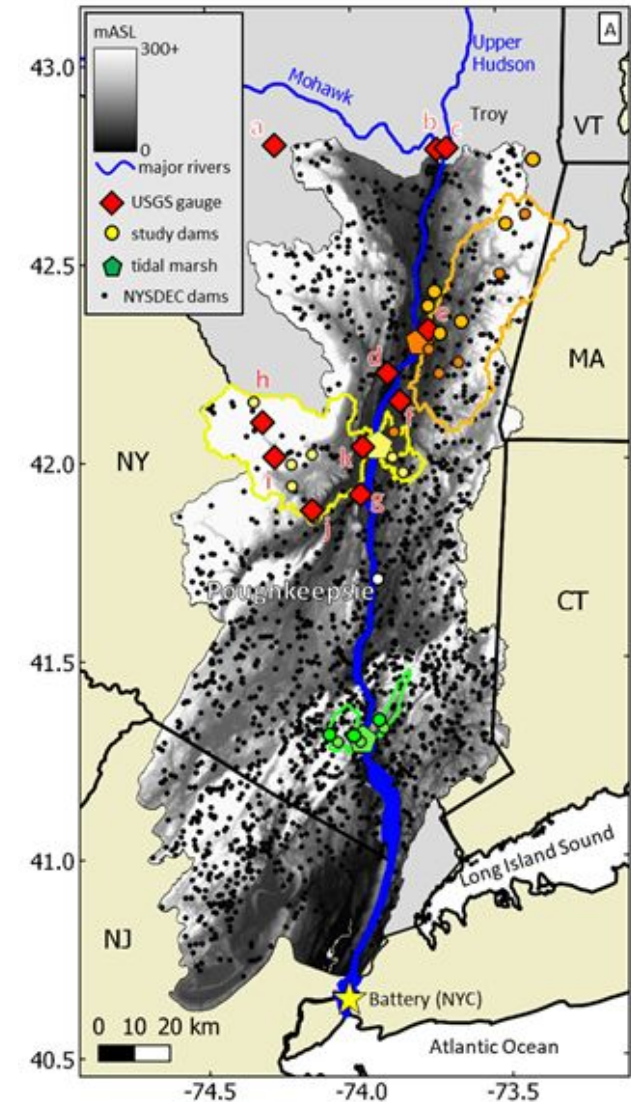 A
mASL
300+
0
major rivers
USGS gauge
study dams
tidal marsh
NYSDEC dams
43.0
42.5
42.0
41.5
41.0
40.5
-74.5
-74.0
-73.5
Upper
Hudson
Mohawk
Troy
VT
a
b
c
MA
e
d
f
h
NY
k
i
g
j
CT
Poughkeepsie
Long Island Sound
NJ
Battery (NYC)
0 10 20 km
Atlantic Ocean